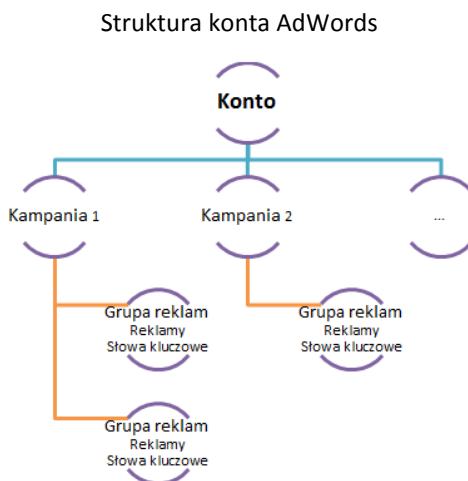 Struktura konta AdWords
Konto
Kampania 1
Kampania 2
...
Grupa reklam
Reklamy
Słowa kluczowe
Grupa reklam
Reklamy
Słowa kluczowe
Grupa reklam
Reklamy
Słowa kluczowe